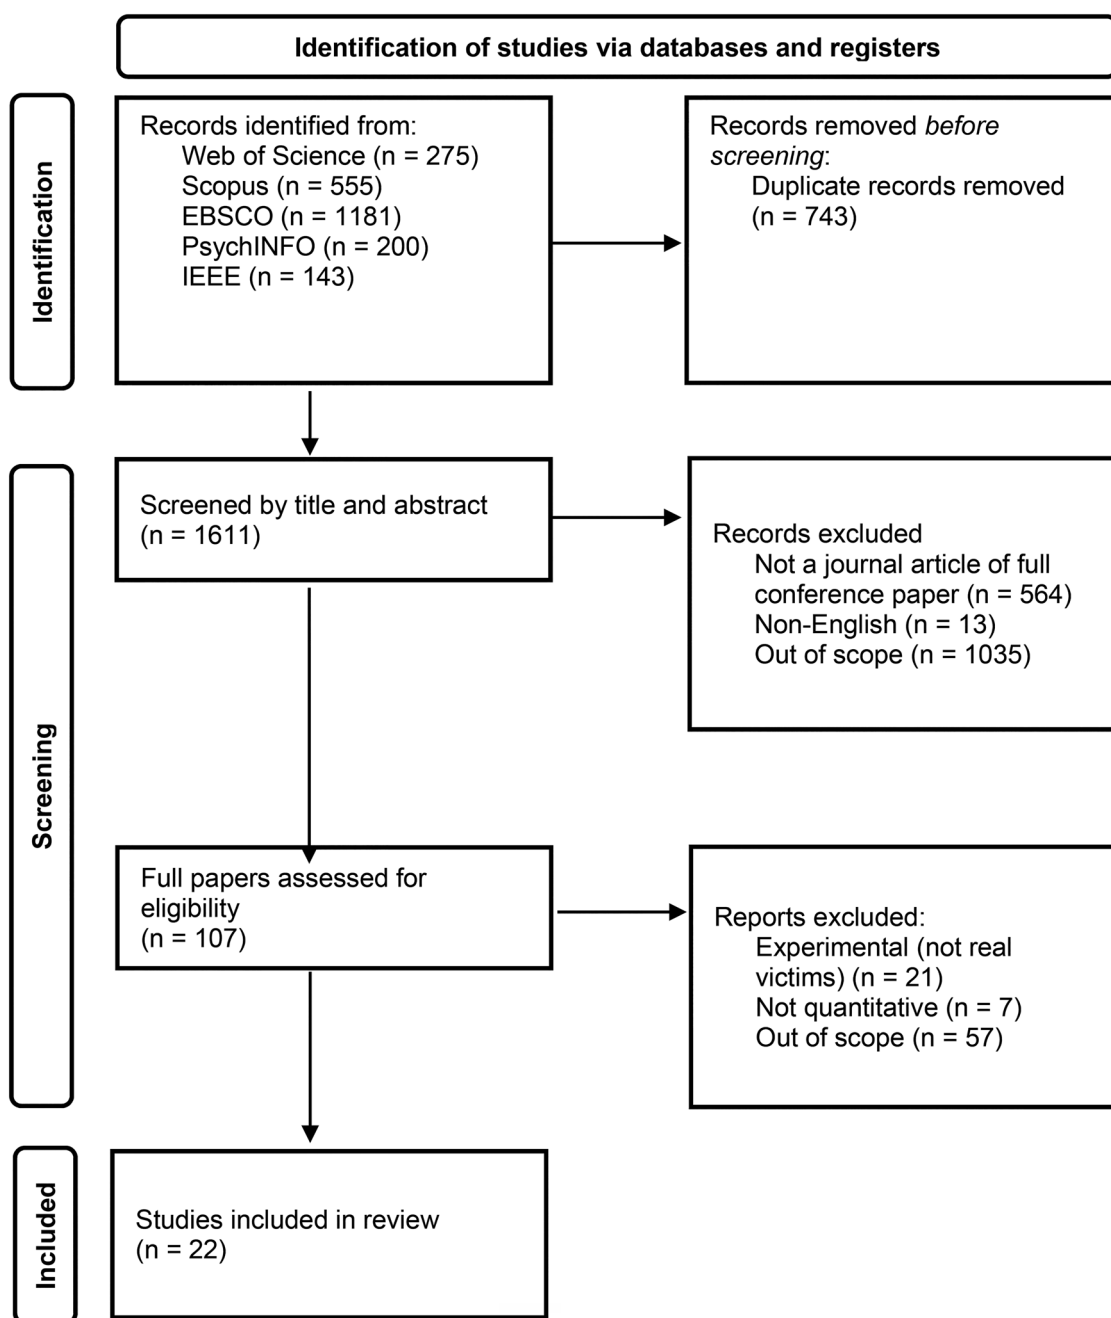 Identification of studies via databases and registers
Identification
Records identified from:
Web of Science (n = 275)
Scopus (n = 555)
EBSCO (n = 1181)
PsychINFO (n = 200)
IEEE (n = 143)
Records removed before
screening:
Duplicate records removed
(n = 743)
Screening
Screened by title and abstract
(n = 1611)
Records excluded
Not a journal article of full
conference paper (n = 564)
Non-English (n = 13)
Out of scope (n = 1035)
Full papers assessed for
eligibility
(n = 107)
Reports excluded:
Experimental (not real
victims) (n = 21)
Not quantitative (n = 7)
Out of scope (n = 57)
Included
Studies included in review
(n = 22)